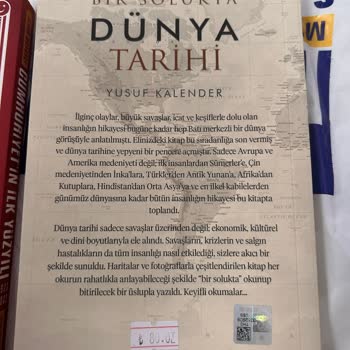 BİR SOLUKTA
DÜNYA
TARİHİ
YUSUF KALENDER
İlginç olaylar, büyük savaşlar, icat ve keşiflerle dolu olan
insanlığın hikayesi bugüne kadar hep Batı merkezli bir dünya
görüşüyle anlatılmıştı. Elinizdeki kitap bu sıradanlığa son vermiş
ve dünya tarihine yepyeni bir pencere açmıştır. Sadece Avrupa ve
Amerika medeniyeti değil; ilk insanlardan Sümerler'e, Çin
medeniyetinden İnka'lara, Türkler'den Antik Yunan'a, Afrika'dan
Kutuplara, Hindistan'dan Orta Asya'ya ve en ilkel kabilelerden
günümüz dünyasına kadar bütün insanlığın hikayesi bu kitapta
toplandı.
Dünya tarihi sadece savaşlar üzerinden değil; ekonomik, kültürel
ve dini boyutlarıyla ele alındı. Savaşların, krizlerin ve salgın
hastalıkların da tüm insanlığı nasıl etkilediği, sizlere akıcı bir
şekilde sunuldu. Haritalar ve fotoğraflarla çeşitlendirilen kitap her
okurun rahatlıkla anlayabileceği şekilde "bir solukta" okunup
bitirilecek bir üslupla yazıldı. Keyifli okumalar...
CUMHURİYETİN İLK YÜZYILI